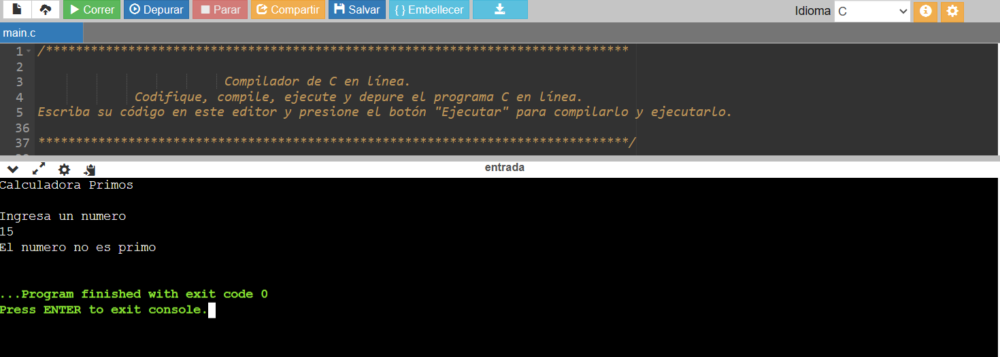 Correr Depurar Parar Compartir Salvar { } Embellecer Idioma C
main.c
1 /******************************************************************************
2
3 Compilador de C en línea.
4 Codifique, compile, ejecute y depure el programa C en línea.
5 Escriba su código en este editor y presione el botón "Ejecutar" para compilarlo y ejecutarlo.
36
37 *******************************************************************************/
entrada
Calculadora Primos
Ingresa un numero
15
El numero no es primo
...Program finished with exit code 0
Press ENTER to exit console.